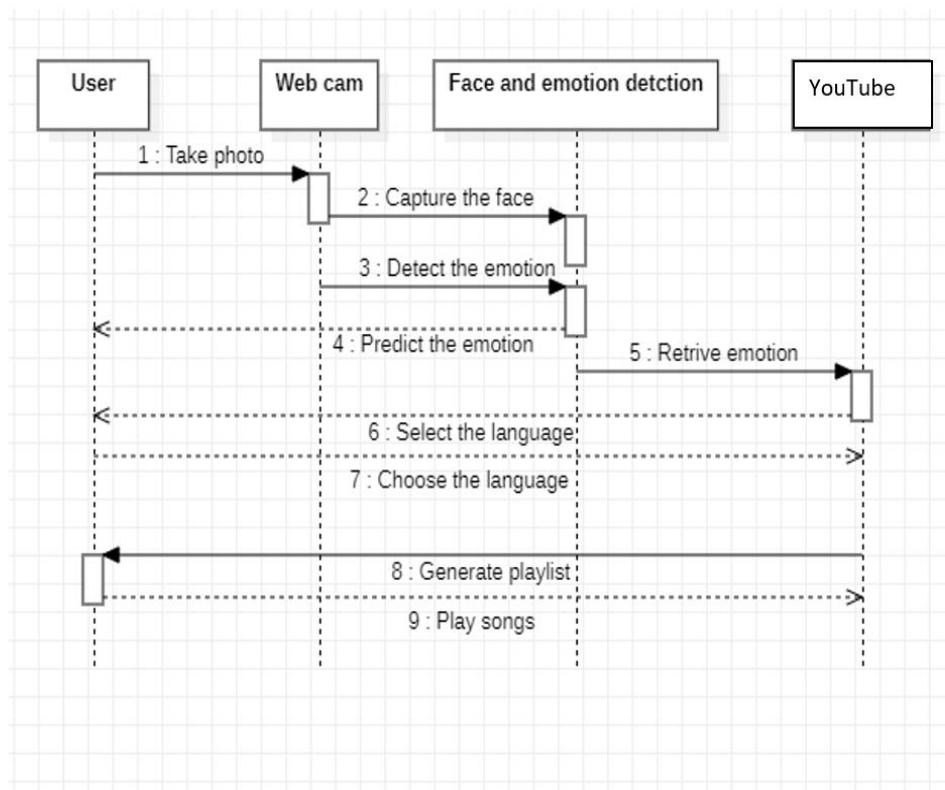 User
Web cam
Face and emotion detction
YouTube
1 : Take photo
2 : Capture the face
3 : Detect the emotion
4 : Predict the emotion
5 : Retrive emotion
6 : Select the language
7 : Choose the language
8 : Generate playlist
9 : Play songs